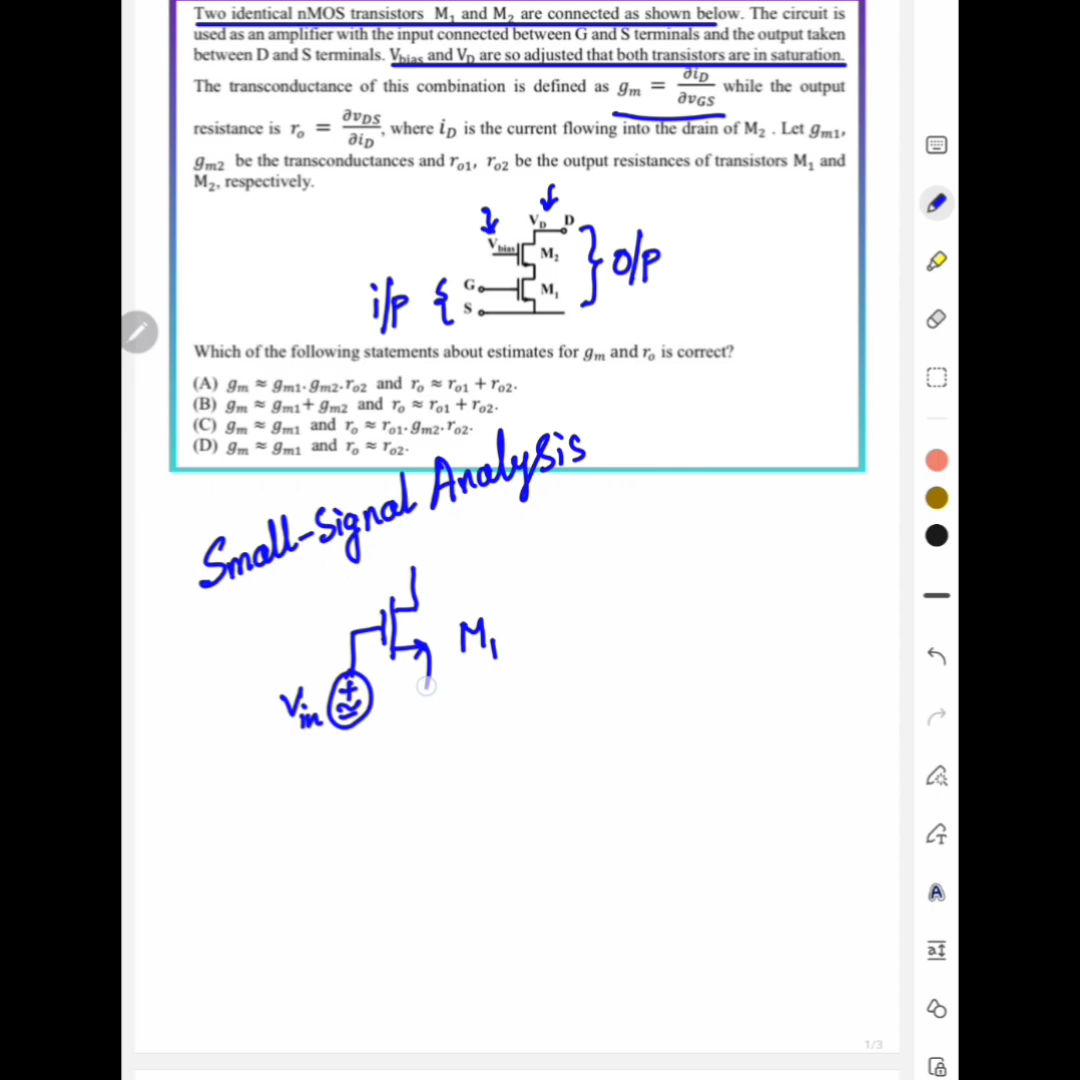 Two identical nMOS transistors M1 and M2 are connected as shown below. The circuit is
used as an amplifier with the input connected between G and S terminals and the output taken
between D and S terminals. Vbias and VD are so adjusted that both transistors are in saturation.
The transconductance of this combination is defined as gm = ∂iD/∂vGS while the output
resistance is ro = ∂vDS/∂iD, where iD is the current flowing into the drain of M2 . Let gm1,
gm2 be the transconductances and ro1, ro2 be the output resistances of transistors M1 and
M2, respectively.
VD D
Vbias M2
o/p
i/p
G M1
S
Which of the following statements about estimates for gm and ro is correct?
(A) gm ≈ gm1.gm2.ro2 and ro ≈ ro1 + ro2.
(B) gm ≈ gm1+ gm2 and ro ≈ ro1 + ro2.
(C) gm ≈ gm1 and ro ≈ ro1.gm2.ro2.
(D) gm ≈ gm1 and ro ≈ ro2.
Small-Signal Analysis
M1
Vin
1/3